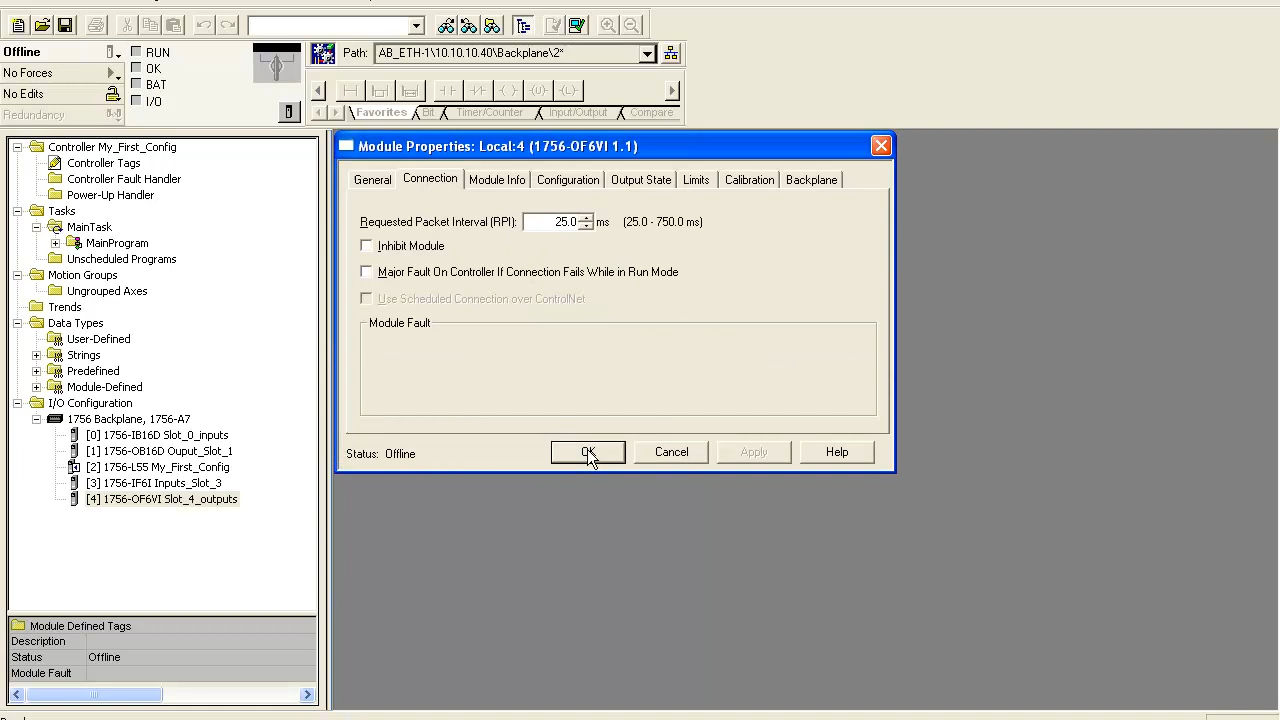 Offline
RUN
Path: AB_ETH-1\10.10.10.40\Backplane\2*
No Forces
OK
No Edits
BAT
Redundancy
I/O
Favorites Bit Timer/Counter Input/Output Compare
Controller My_First_Config
Controller Tags
Controller Fault Handler
Power-Up Handler
Tasks
MainTask
MainProgram
Unscheduled Programs
Motion Groups
Ungrouped Axes
Trends
Data Types
User-Defined
Strings
Predefined
Module-Defined
I/O Configuration
1756 Backplane, 1756-A7
[0] 1756-IB16D Slot_0_inputs
[1] 1756-OB16D Ouput_Slot_1
[2] 1756-L55 My_First_Config
[3] 1756-IF6I Inputs_Slot_3
[4] 1756-OF6VI Slot_4_outputs
Module Defined Tags
Description
Status Offline
Module Fault
Module Properties: Local:4 (1756-OF6VI 1.1)
General Connection Module Info Configuration Output State Limits Calibration Backplane
Requested Packet Interval (RPI): 25.0 ms (25.0 - 750.0 ms)
Inhibit Module
Major Fault On Controller If Connection Fails While in Run Mode
Use Scheduled Connection over ControlNet
Module Fault
Status: Offline OK Cancel Apply Help